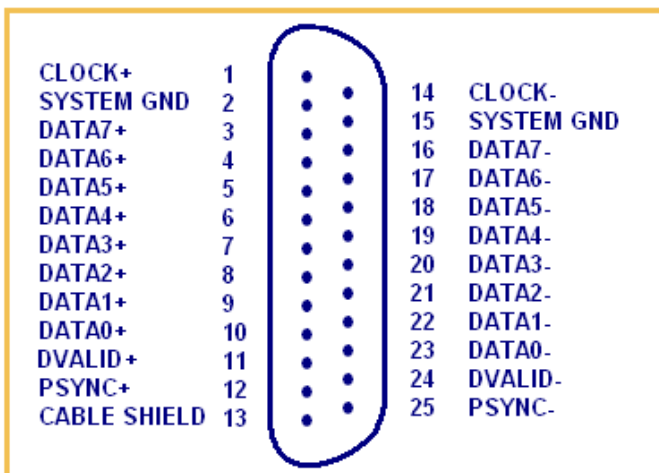 CLOCK+ 1
SYSTEM GND 2
DATA7+ 3
DATA6+ 4
DATA5+ 5
DATA4+ 6
DATA3+ 7
DATA2+ 8
DATA1+ 9
DATA0+ 10
DVALID+ 11
PSYNC+ 12
CABLE SHIELD 13
14 CLOCK-
15 SYSTEM GND
16 DATA7-
17 DATA6-
18 DATA5-
19 DATA4-
20 DATA3-
21 DATA2-
22 DATA1-
23 DATA0-
24 DVALID-
25 PSYNC-